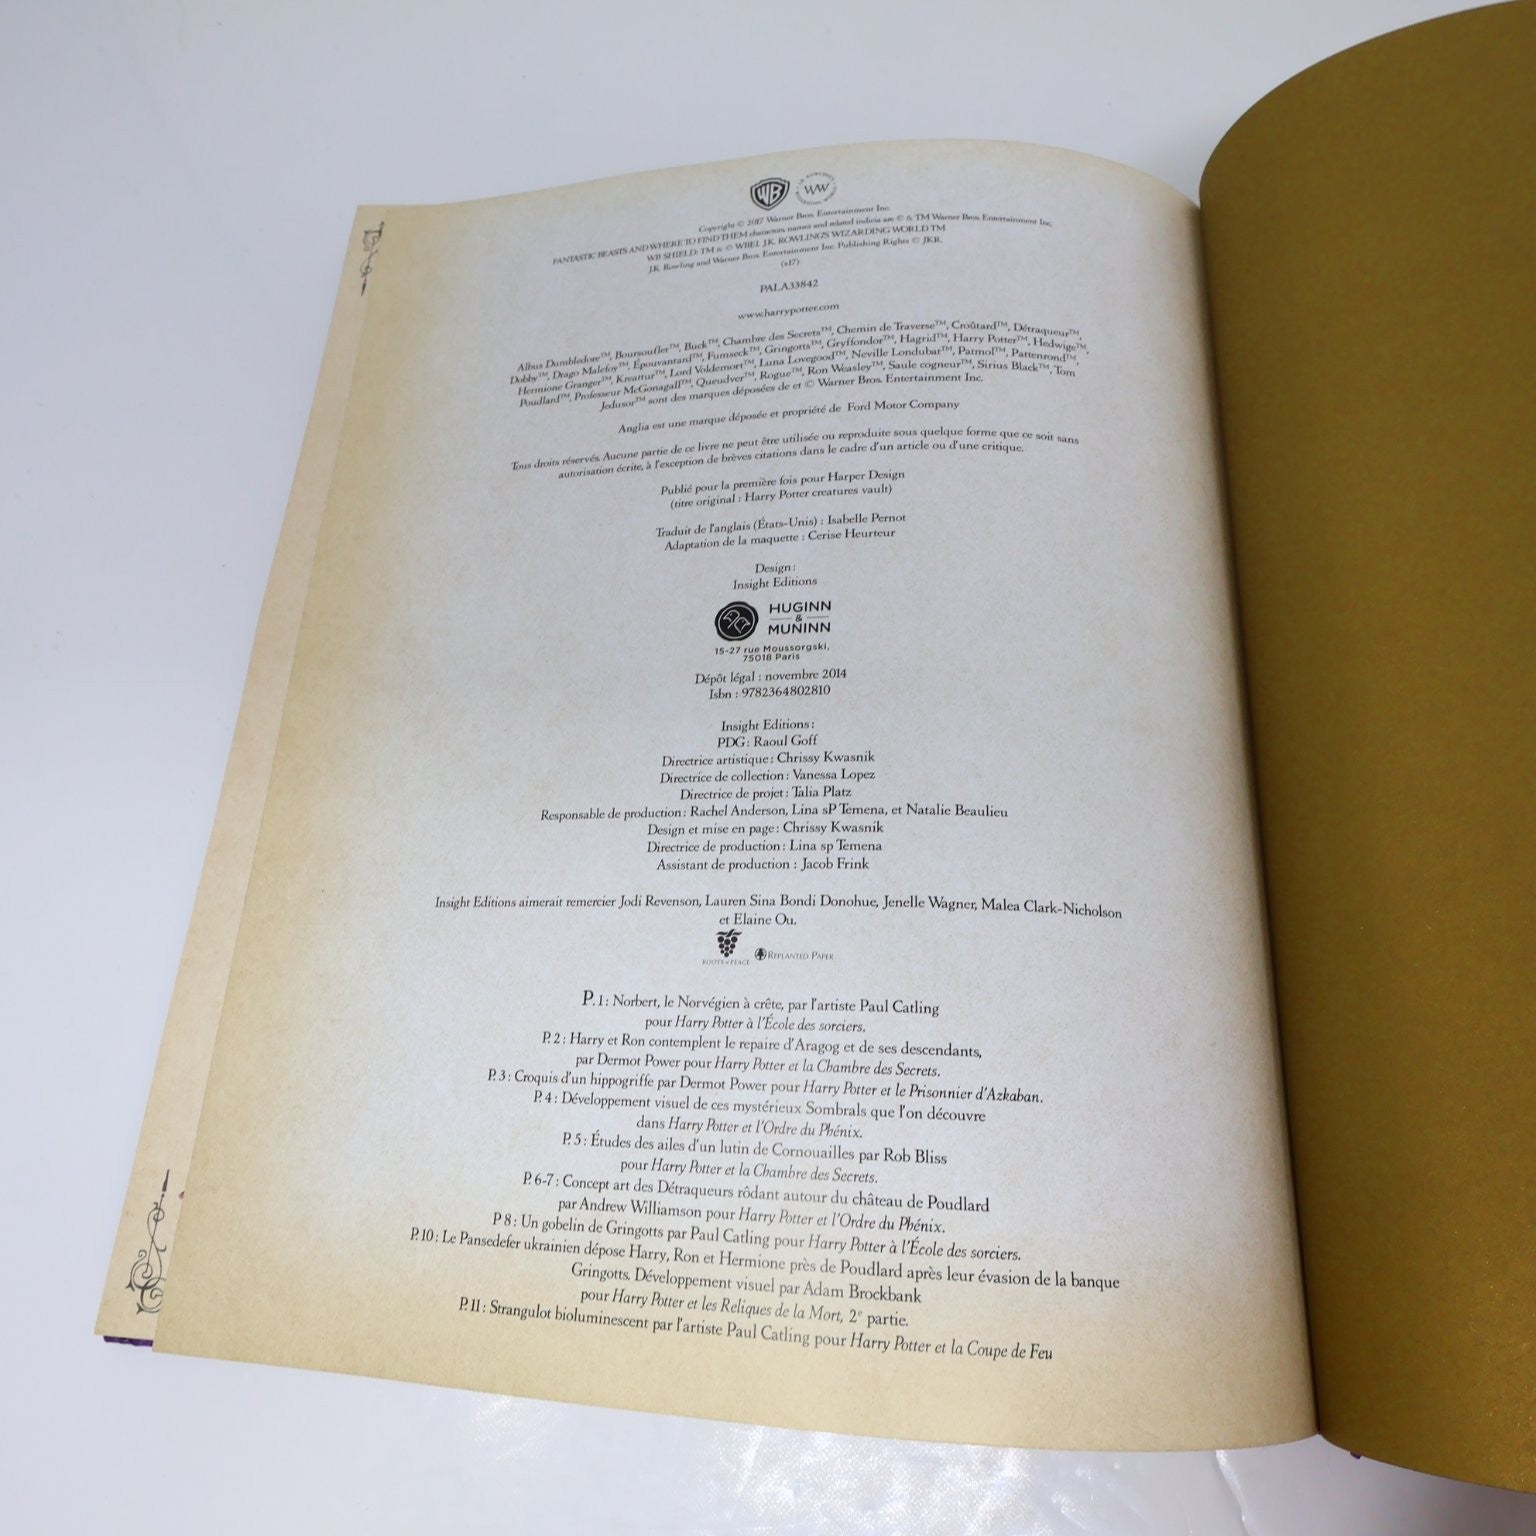 WB
WW
Copyright © 2017 Warner Bros. Entertainment Inc.
FANTASTIC BEASTS AND WHERE TO FIND THEM characters, names and related indicia are © & TM Warner Bros. Entertainment Inc.
WB SHIELD: TM & © WBEI. J.K. ROWLING'S WIZARDING WORLD TM
J.K. Rowling and Warner Bros. Entertainment Inc. Publishing Rights © JKR.
(s17)
PALA33842
www.harrypotter.com
Albus Dumbledore™, Boursouflet™, Buck™, Chambre des Secrets™, Chemin de Traverse™, Croûtard™, Détraqueur™,
Dobby™, Drago Malefoy™, Épouvantard™, Fumseck™, Gringotts™, Gryffondor™, Hagrid™, Harry Potter™, Hedwige™,
Hermione Granger™, Kreattur™, Lord Voldemort™, Luna Lovegood™, Neville Londubat™, Patmol™, Pattenrond™,
Poudlard™, Professeur McGonagall™, Queudver™, Rogue™, Ron Weasley™, Saule cogneur™, Sirius Black™, Tom
Jedusor™ sont des marques déposées de et © Warner Bros. Entertainment Inc.
Anglia est une marque déposée et propriété de Ford Motor Company
Tous droits réservés. Aucune partie de ce livre ne peut être utilisée ou reproduite sous quelque forme que ce soit sans
autorisation écrite, à l'exception de brèves citations dans le cadre d'un article ou d'une critique.
Publié pour la première fois pour Harper Design
(titre original : Harry Potter creatures vault)
Traduit de l'anglais (États-Unis) : Isabelle Pernot
Adaptation de la maquette : Cerise Heurteur
Design :
Insight Editions
HUGINN
&
MUNINN
15-27 rue Moussorgski,
75018 Paris
Dépôt légal : novembre 2014
Isbn : 9782364802810
Insight Editions :
PDG : Raoul Goff
Directrice artistique : Chrissy Kwasnik
Directrice de collection : Vanessa Lopez
Directrice de projet : Talia Platz
Responsable de production : Rachel Anderson, Lina sP Temena, et Natalie Beaulieu
Design et mise en page : Chrissy Kwasnik
Directrice de production : Lina sp Temena
Assistant de production : Jacob Frink
Insight Editions aimerait remercier Jodi Revenson, Lauren Sina Bondi Donohue, Jenelle Wagner, Malea Clark-Nicholson
et Elaine Ou.
ROOTS of PEACE REPLANTED PAPER
P. 1 : Norbert, le Norvégien à crête, par l'artiste Paul Catling
pour Harry Potter à l'École des sorciers.
P. 2 : Harry et Ron contemplent le repaire d'Aragog et de ses descendants,
par Dermot Power pour Harry Potter et la Chambre des Secrets.
P. 3 : Croquis d'un hippogriffe par Dermot Power pour Harry Potter et le Prisonnier d'Azkaban.
P. 4 : Développement visuel de ces mystérieux Sombrals que l'on découvre
dans Harry Potter et l'Ordre du Phénix.
P. 5 : Études des ailes d'un lutin de Cornouailles par Rob Bliss
pour Harry Potter et la Chambre des Secrets.
P. 6-7 : Concept art des Détraqueurs rôdant autour du château de Poudlard
par Andrew Williamson pour Harry Potter et l'Ordre du Phénix.
P 8 : Un gobelin de Gringotts par Paul Catling pour Harry Potter à l'École des sorciers.
P. 10 : Le Pansedefer ukrainien dépose Harry, Ron et Hermione près de Poudlard après leur évasion de la banque
Gringotts. Développement visuel par Adam Brockbank
pour Harry Potter et les Reliques de la Mort, 2e partie.
P. 11 : Strangulot bioluminescent par l'artiste Paul Catling pour Harry Potter et la Coupe de Feu